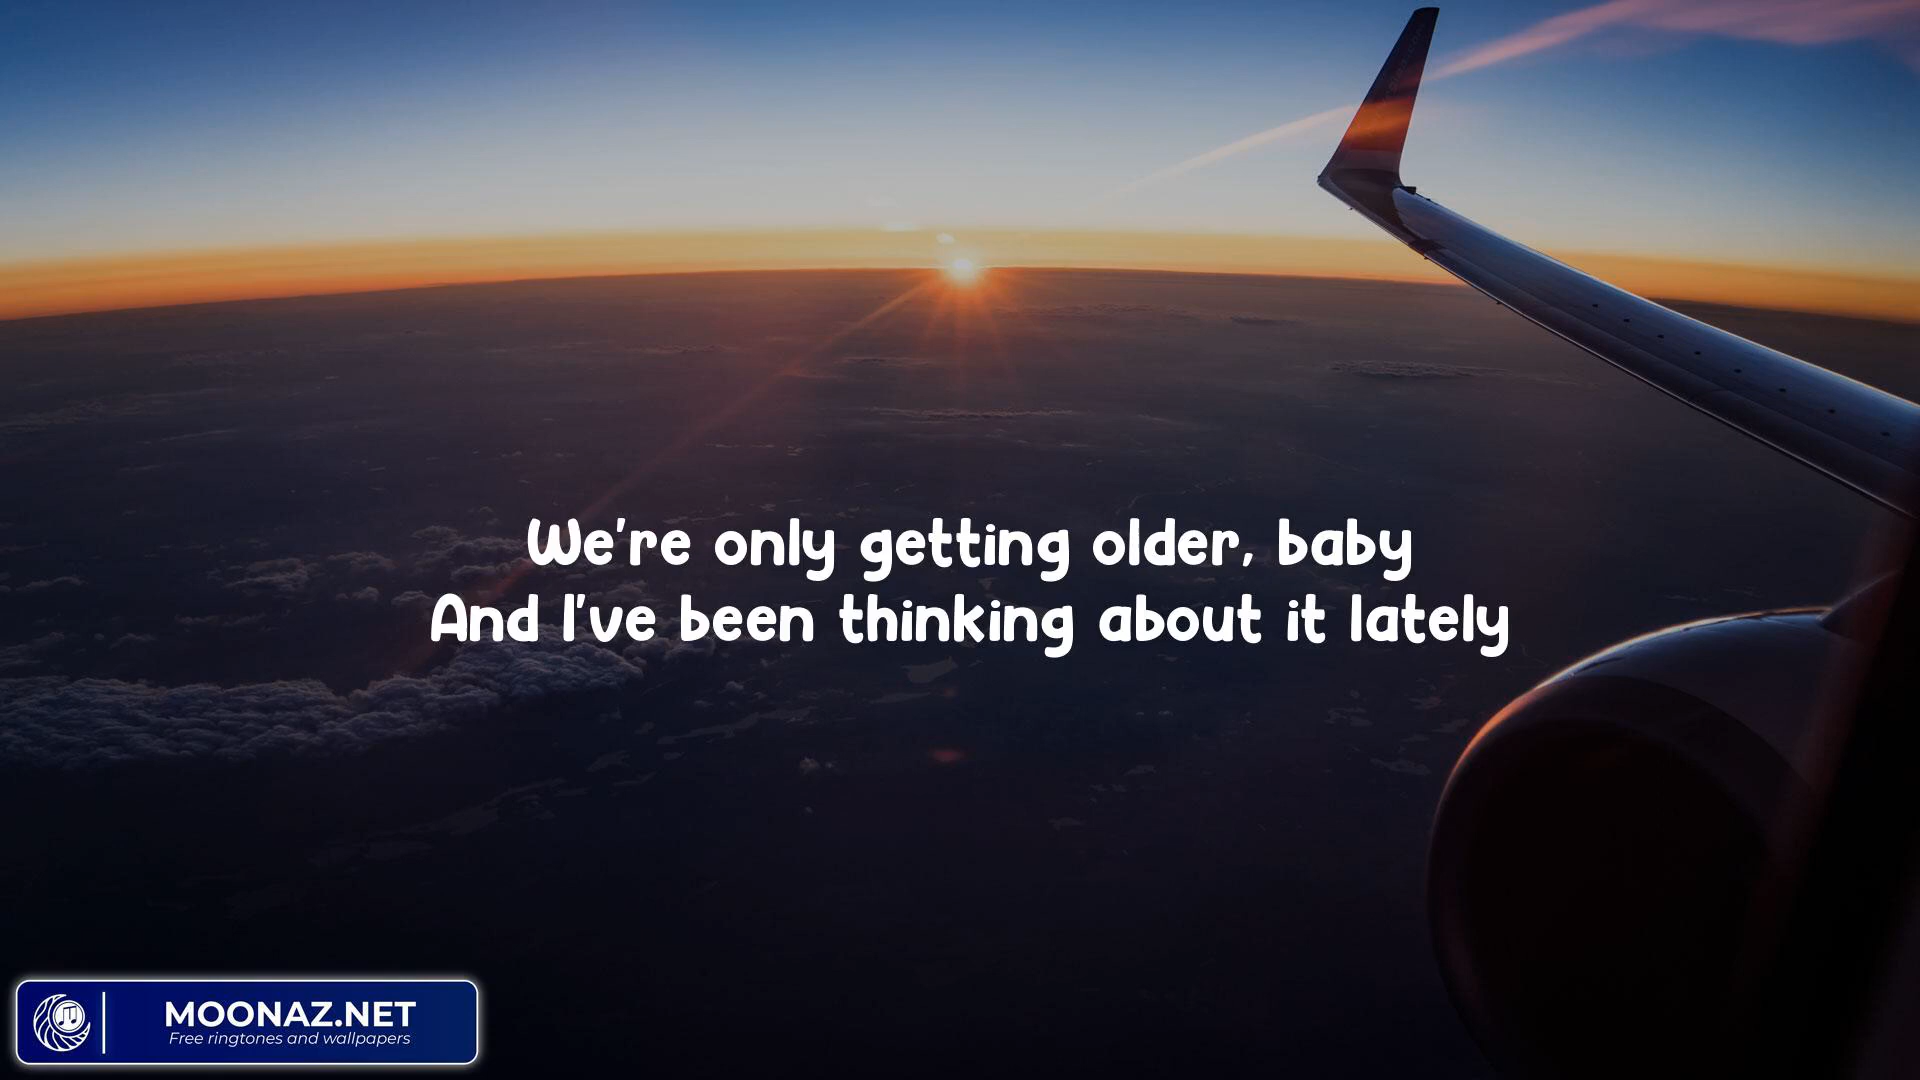 We're only getting older, baby
And I've been thinking about it lately
MOONAZ.NET
Free ringtones and wallpapers